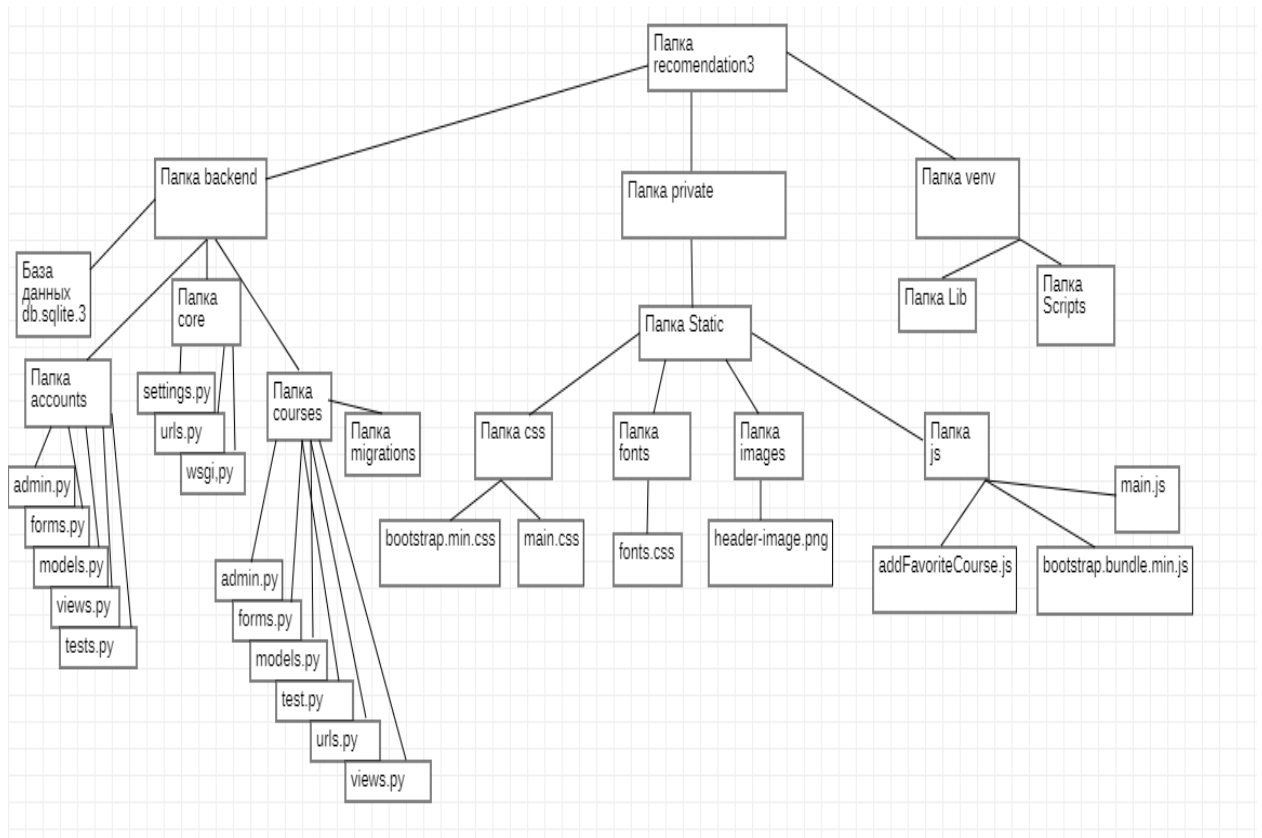 Папка
recomendation3
Папка backend
Папка private
Папка venv
База
данных
db.sqlite.3
Папка
core
Папка Static
Папка Lib
Папка
Scripts
Папка
accounts
settings.py
urls.py
wsgi,py
Папка
courses
Папка
migrations
Папка css
Папка
fonts
Папка
images
Папка
js
admin.py
forms.py
models.py
views.py
tests.py
admin.py
forms.py
models.py
test.py
urls.py
views.py
bootstrap.min.css
main.css
fonts.css
header-image.png
main.js
addFavoriteCourse.js
bootstrap.bundle.min.js